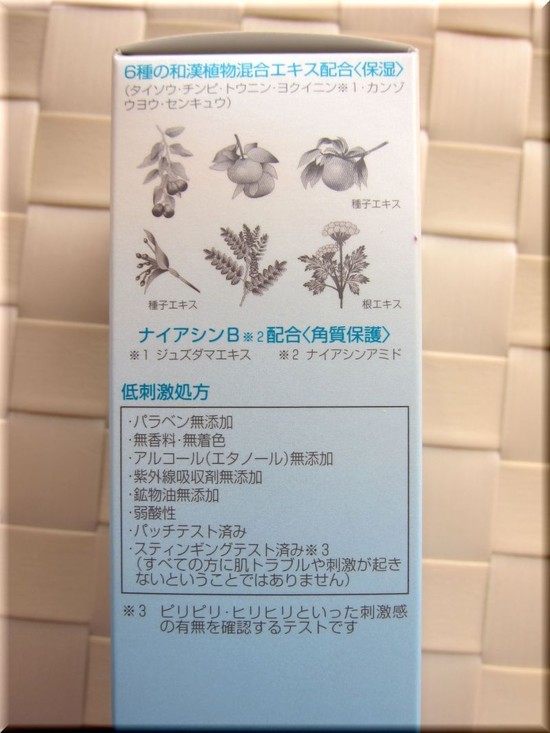 6種の和漢植物混合エキス配合〈保湿〉
(タイソウ・チンピ・トウニン・ヨクイニン※1・カンゾ
ウヨウ・センキュウ)
種子エキス
種子エキス
根エキス
ナイアシンB※2配合〈角質保護〉
※1 ジュズダマエキス ※2 ナイアシンアミド
低刺激処方
・パラベン無添加
・無香料・無着色
・アルコール(エタノール)無添加
・紫外線吸収剤無添加
・鉱物油無添加
・弱酸性
・パッチテスト済み
・スティンギングテスト済み※3
(すべての方に肌トラブルや刺激が起き
ないということではありません)
※3 ピリピリ・ヒリヒリといった刺激感
の有無を確認するテストです